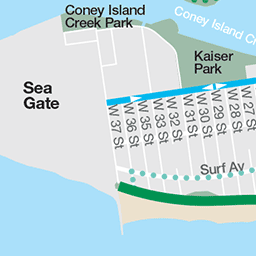 Coney Island
Creek Park
Coney Island
Kaiser
Park
Sea
Gate
W 37 St
W 36 St
W 35 St
W 33 St
W 32 St
W 31 St
W 30 St
W 29 St
W 28 St
W 27 St
Surf Av